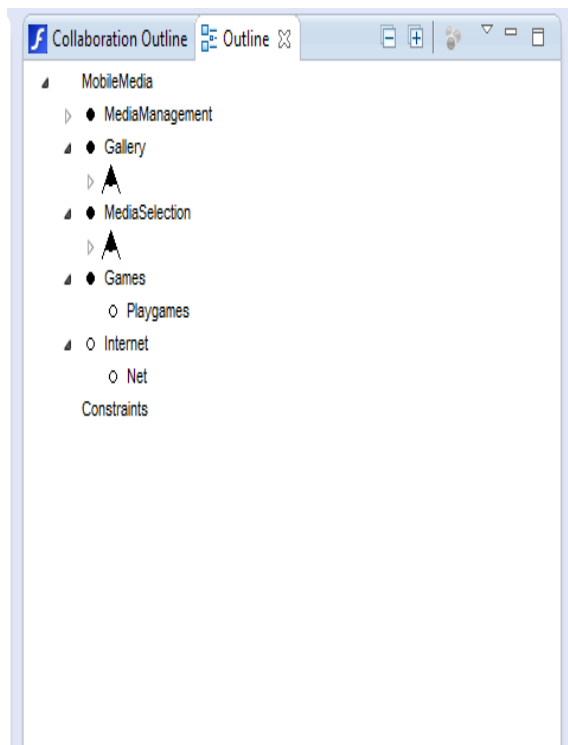 Collaboration Outline Outline
MobileMedia
MediaManagement
Gallery
MediaSelection
Games
Playgames
Internet
Net
Constraints